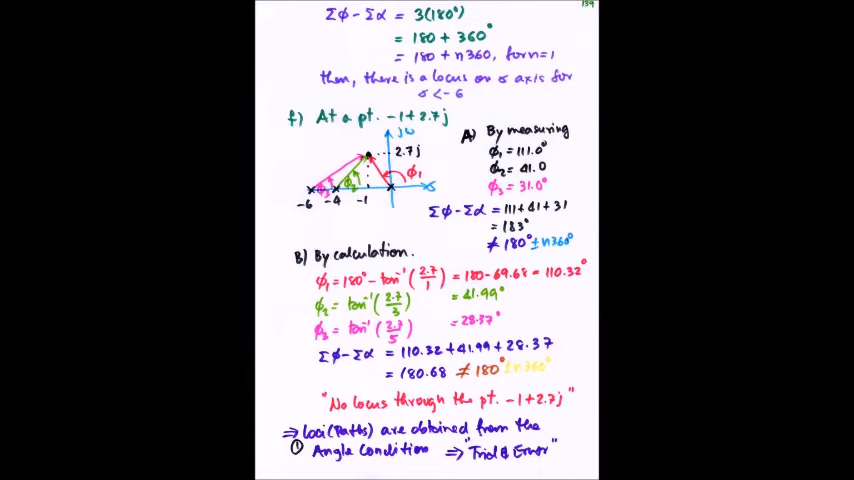 139
Σϕ - Σα = 3(180°)
= 180 + 360°
= 180 + n360, for n=1
then, there is a locus on σ axis for
σ < -6
f) At a pt. -1+2.7j
jω
2.7j
ϕ1
ϕ2
ϕ3
-6 -4 -1
A) By measuring
ϕ1 = 111.0°
ϕ2 = 41.0
ϕ3 = 31.0°
Σϕ - Σα = 111+41+31
= 183°
≠ 180° ± n360°
B) By calculation.
ϕ1 = 180° - tan⁻¹(2.7/1) = 180-69.68 = 110.32°
ϕ2 = tan⁻¹(2.7/3) = 41.99°
ϕ3 = tan⁻¹(2.7/5) = 28.37°
Σϕ - Σα = 110.32+41.99+28.37
= 180.68 ≠ 180° ± n360°
"No locus through the pt. -1+2.7j"
⇒ Loci(Paths) are obtained from the
① Angle Condition ⇒ "Trial & Error"